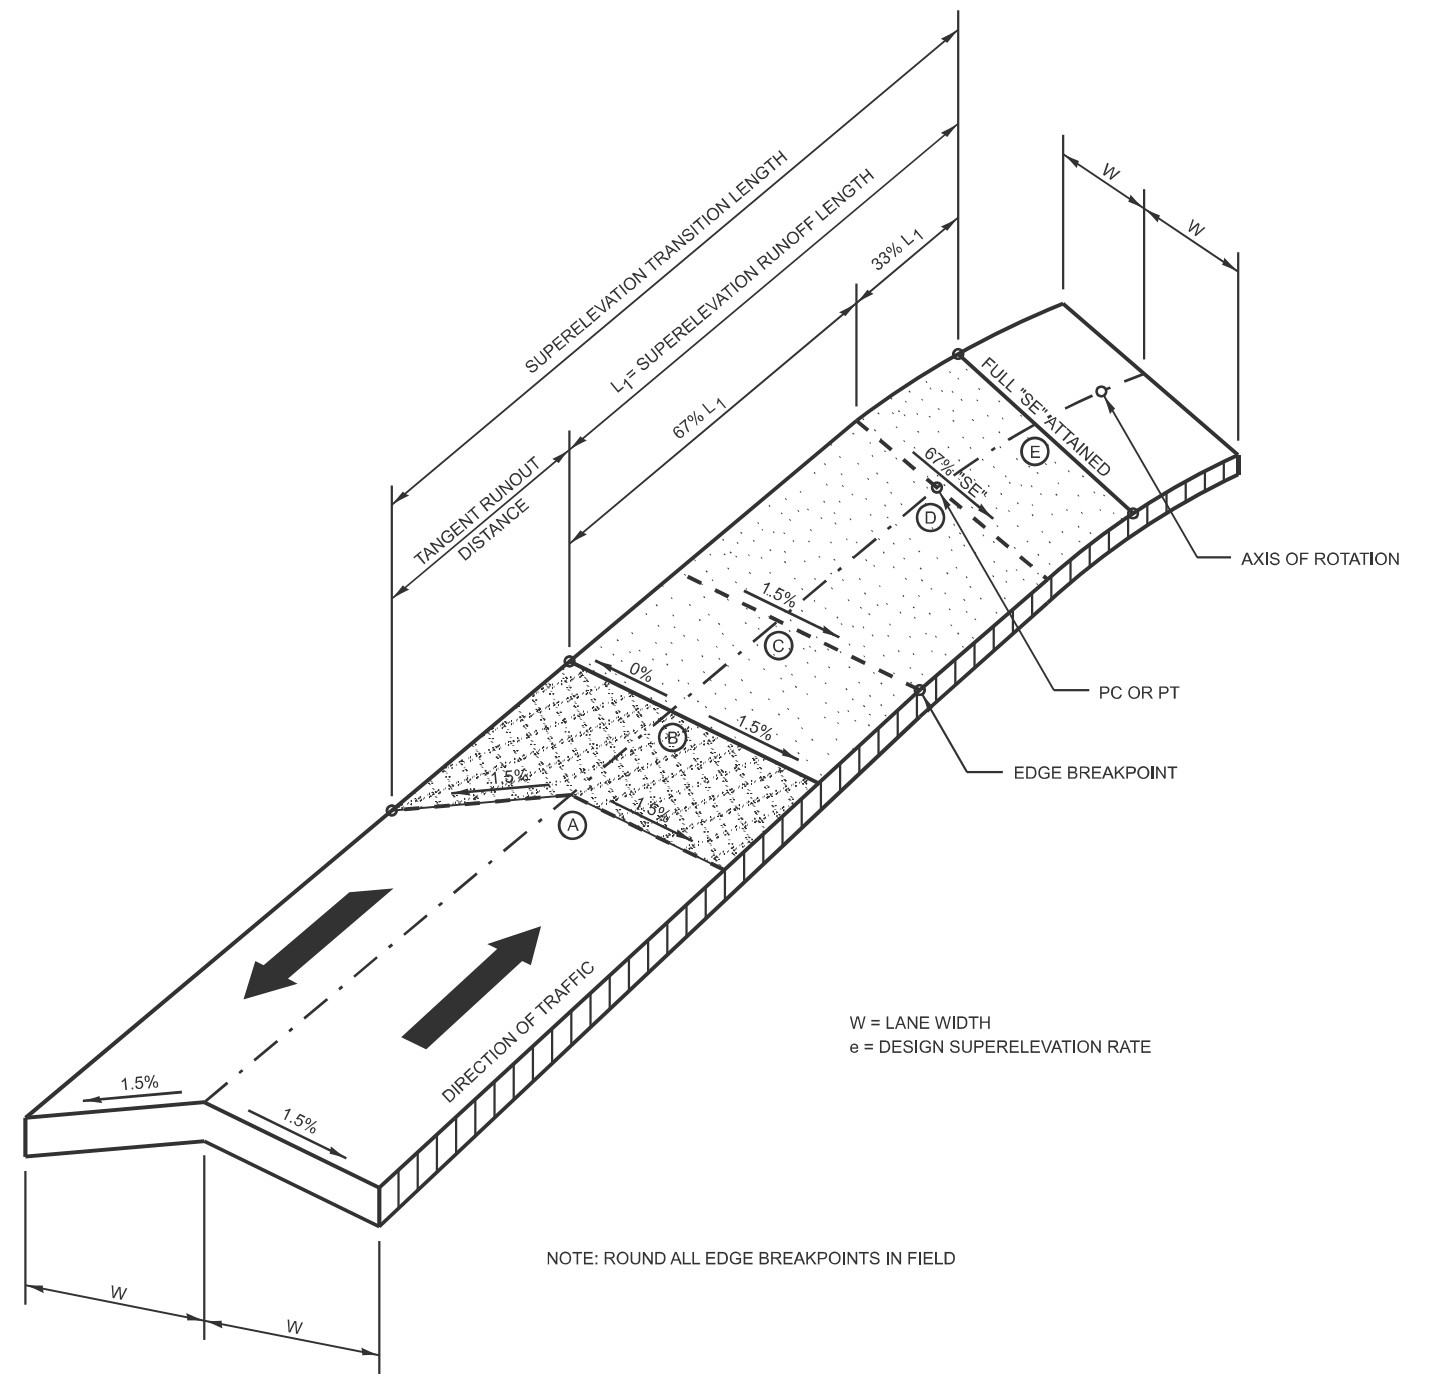 SUPERELEVATION TRANSITION LENGTH
L1= SUPERELEVATION RUNOFF LENGTH
33% L1
67% L1
TANGENT RUNOUT
DISTANCE
W
W
FULL "SE" ATTAINED
E
67% "SE"
D
AXIS OF ROTATION
1.5%
C
PC OR PT
0%
1.5%
B
EDGE BREAKPOINT
1.5%
1.5%
A
DIRECTION OF TRAFFIC
W = LANE WIDTH
e = DESIGN SUPERELEVATION RATE
1.5%
1.5%
NOTE: ROUND ALL EDGE BREAKPOINTS IN FIELD
W
W